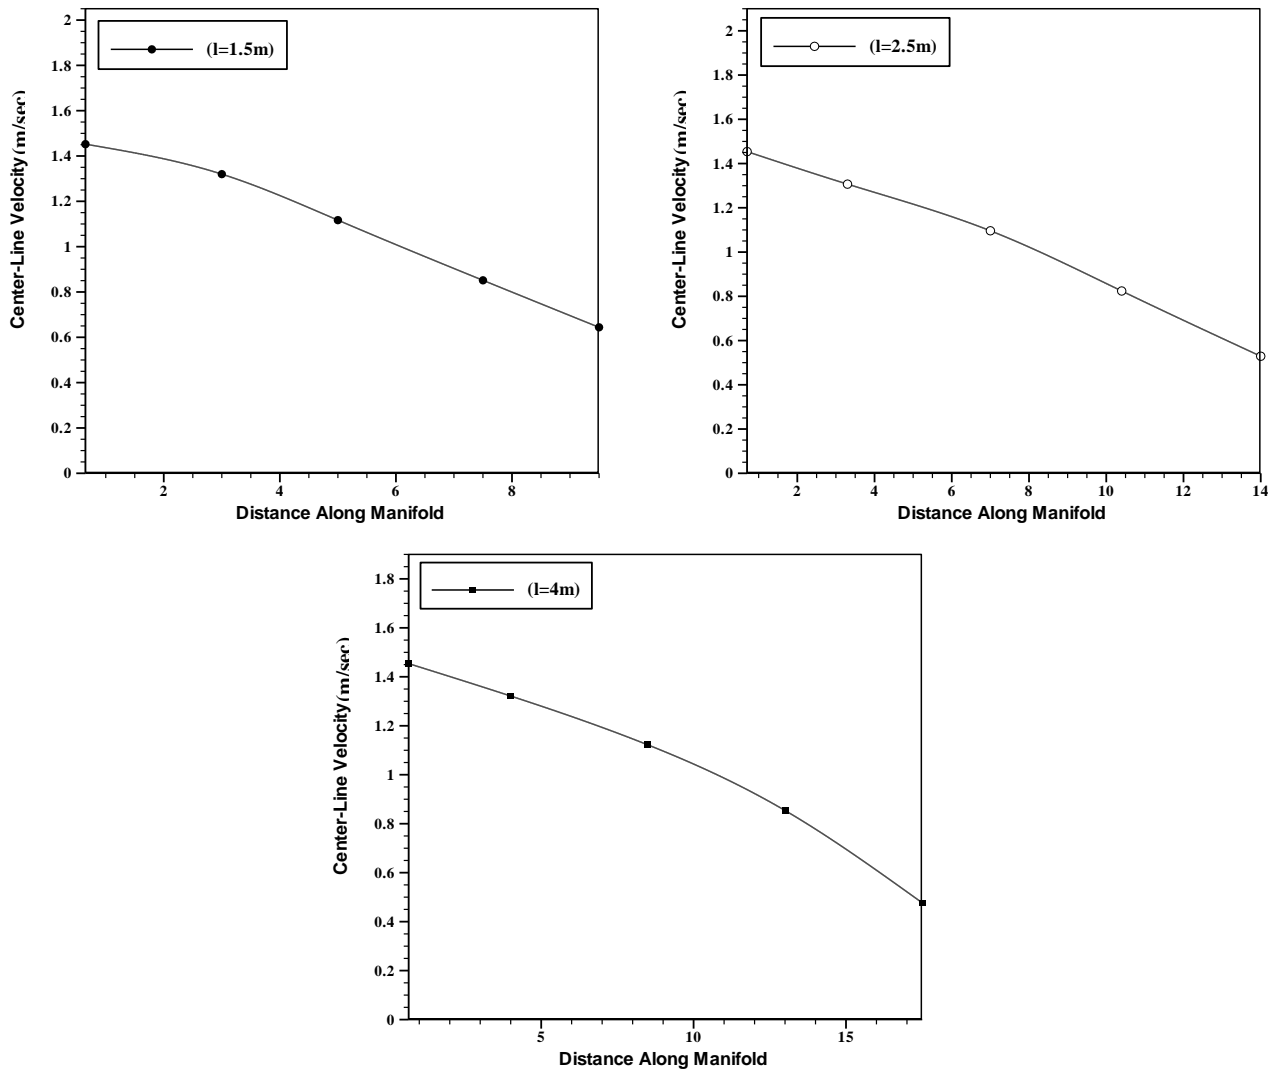 2
1.8
1.6
1.4
1.2
1
0.8
0.6
0.4
0.2
0
Center-Line Velocity(m/sec)
(l=1.5m)
2 4 6 8
Distance Along Manifold
2
1.8
1.6
1.4
1.2
1
0.8
0.6
0.4
0.2
0
Center-Line Velocity(m/sec)
(l=2.5m)
2 4 6 8 10 12 14
Distance Along Manifold
1.8
1.6
1.4
1.2
1
0.8
0.6
0.4
0.2
0
Center-Line Velocity(m/sec)
(l=4m)
5 10 15
Distance Along Manifold